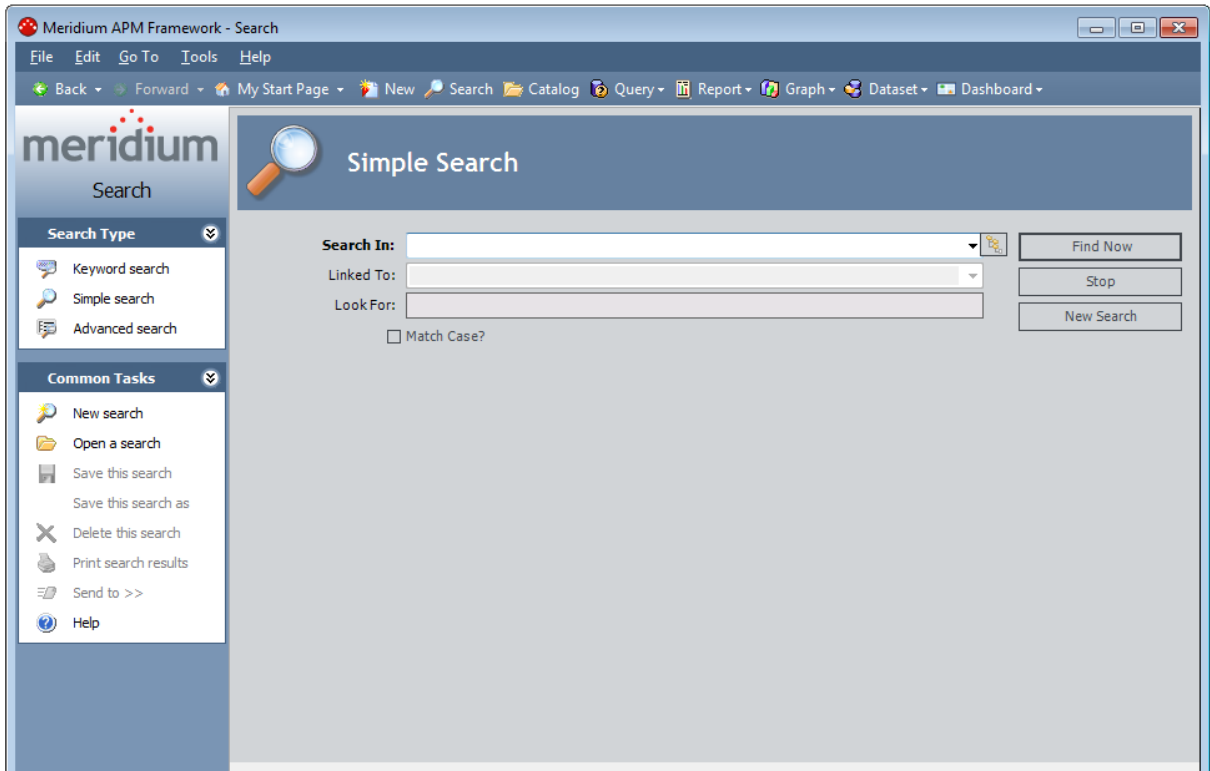 Meridium APM Framework - Search
File Edit Go To Tools Help
Back Forward My Start Page New Search Catalog Query Report Graph Dataset Dashboard
meridium
Search
Simple Search
Search Type
Keyword search
Simple search
Advanced search
Common Tasks
New search
Open a search
Save this search
Save this search as
Delete this search
Print search results
Send to >>
Help
Search In:
Linked To:
Look For:
Match Case?
Find Now
Stop
New Search